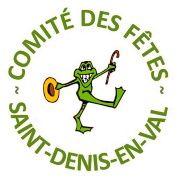 ~ COMITÉ DES FÊTES ~
SAINT-DENIS-EN-VAL